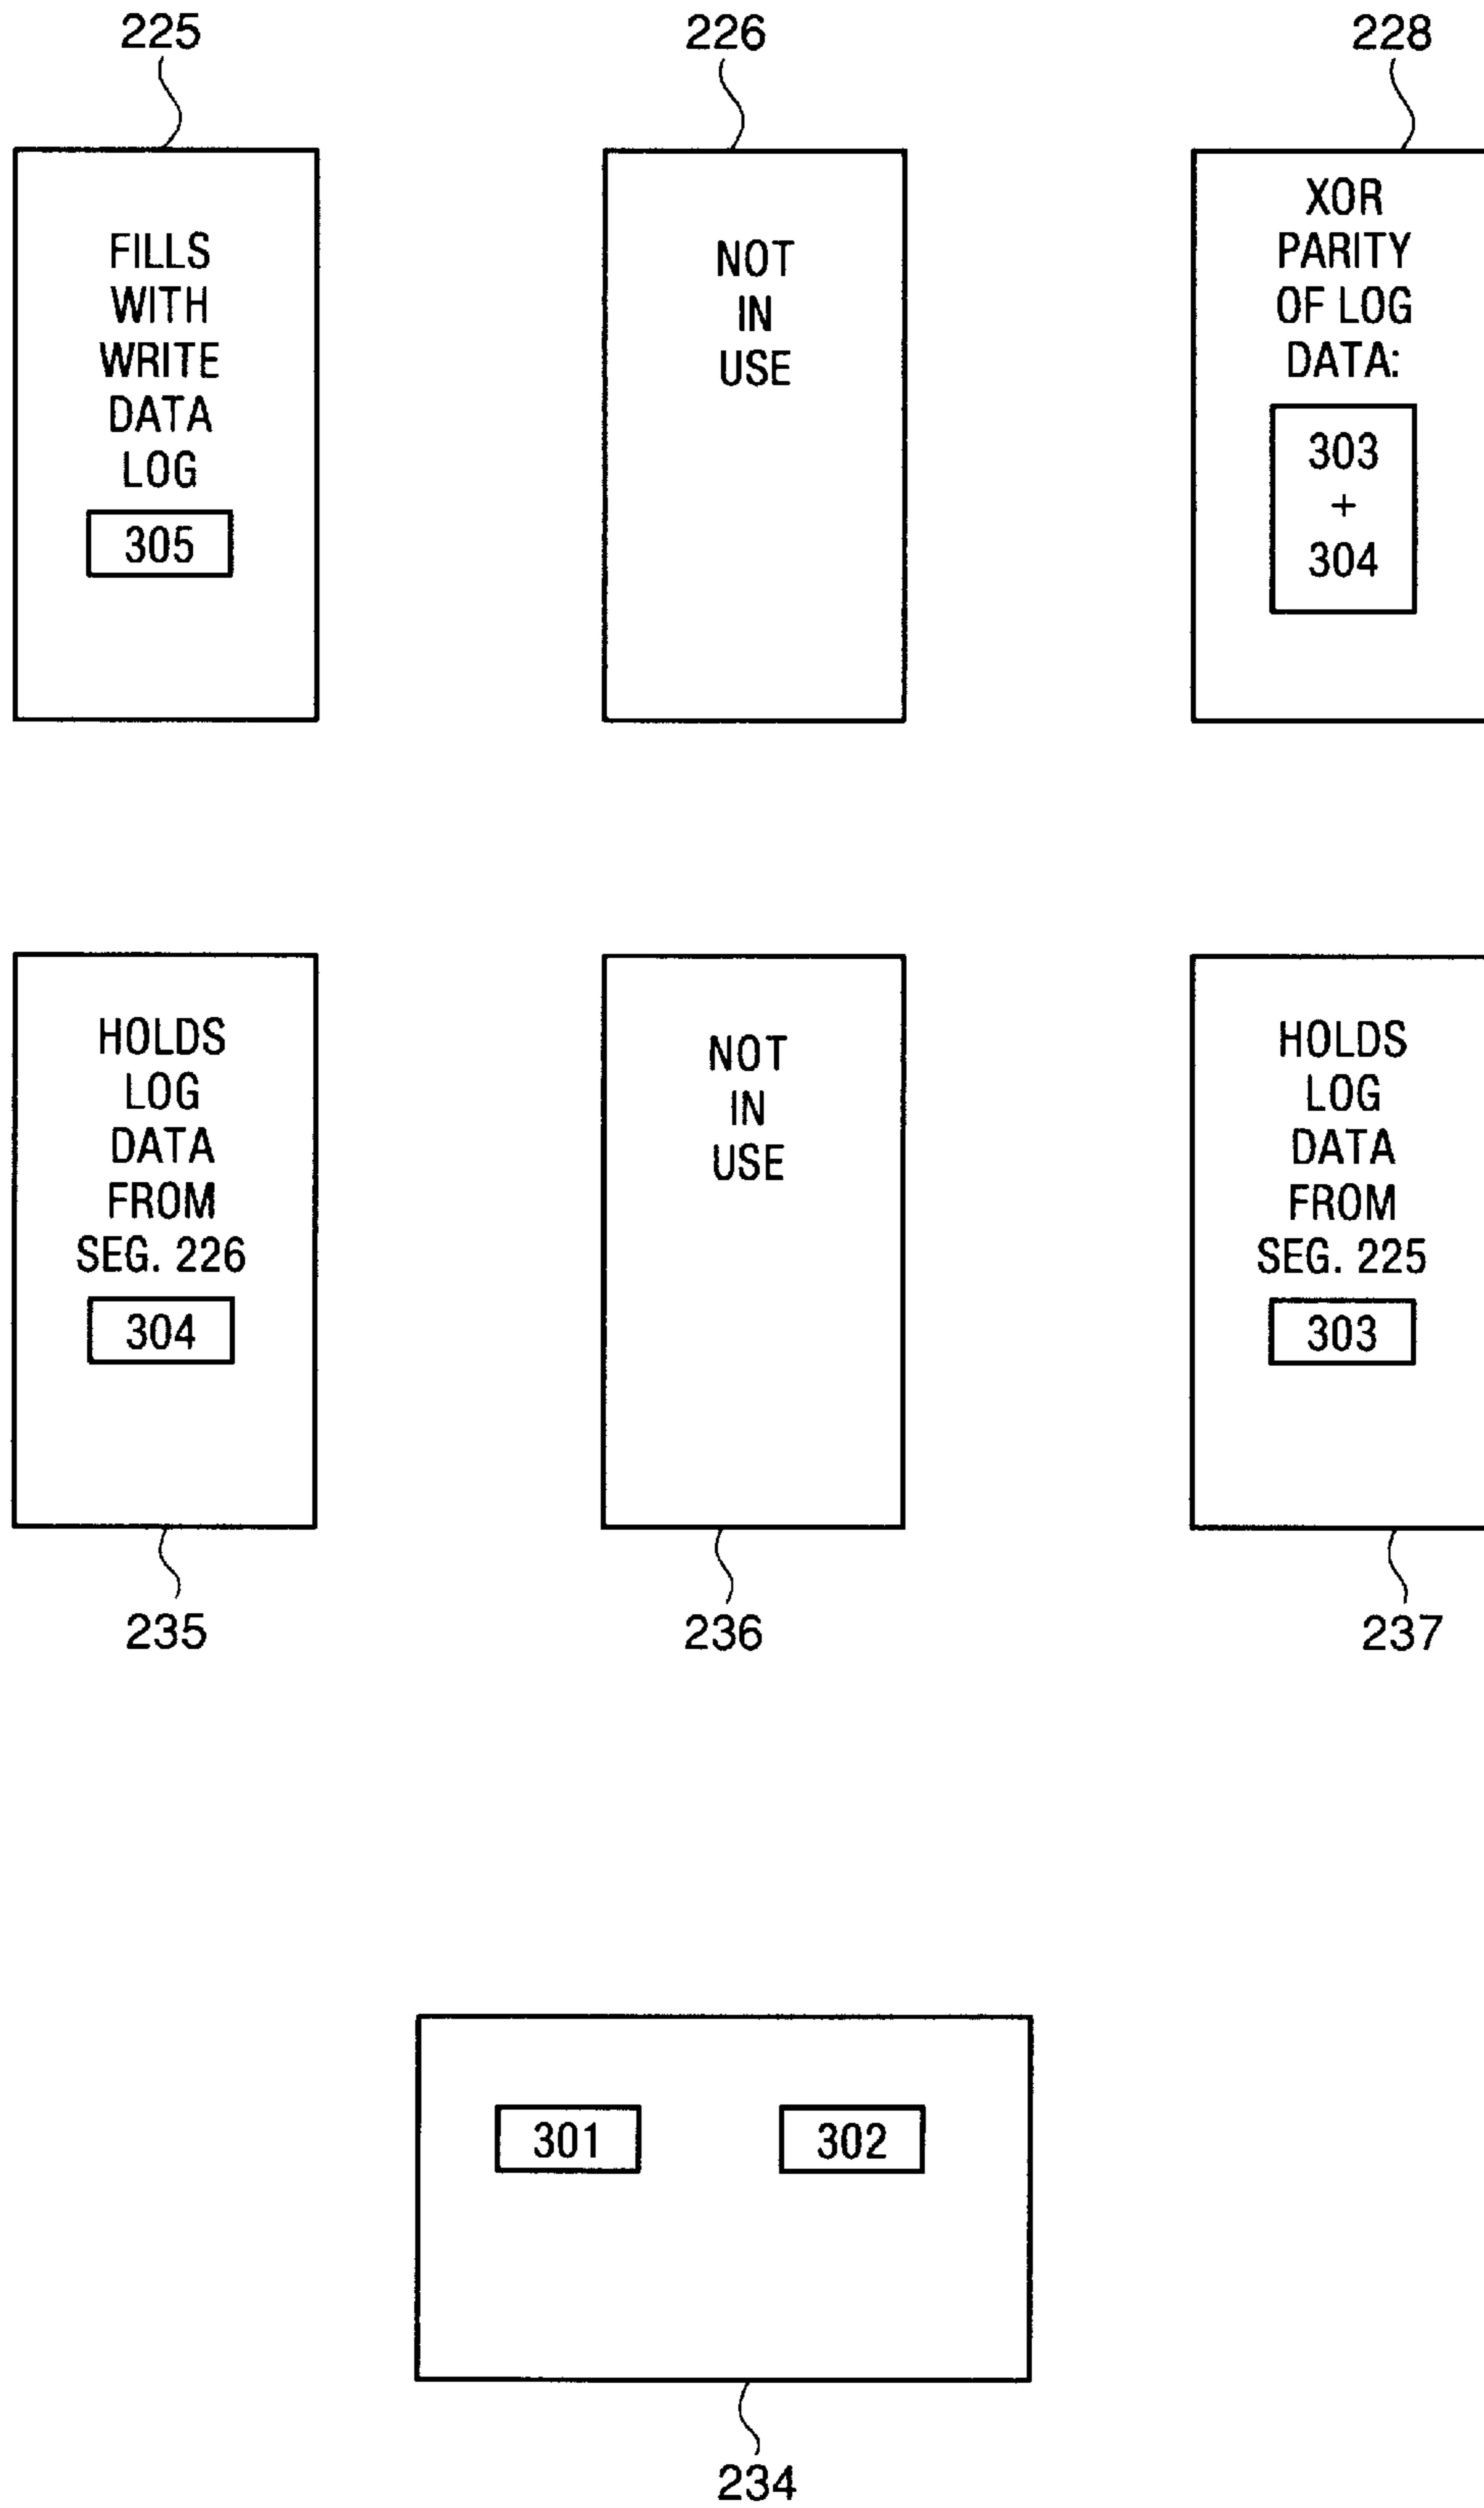 225
226
228
FILLS
WITH
WRITE
DATA
LOG
305
NOT
IN
USE
XOR
PARITY
OF LOG
DATA:
303
+
304
HOLDS
LOG
DATA
FROM
SEG. 226
304
NOT
IN
USE
HOLDS
LOG
DATA
FROM
SEG. 225
303
235
236
237
301
302
234